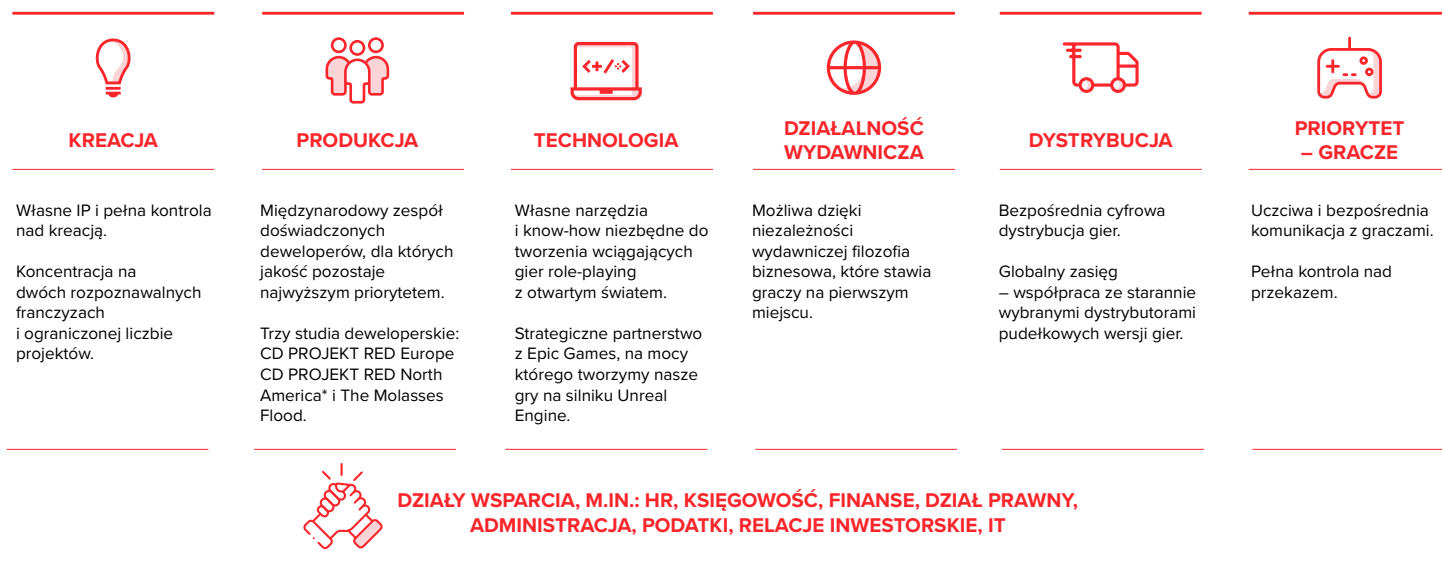 KREACJA
Własne IP i pełna kontrola
nad kreacją.
Koncentracja na
dwóch rozpoznawalnych
franczyzach
i ograniczonej liczbie
projektów.
PRODUKCJA
Międzynarodowy zespół
doświadczonych
deweloperów, dla których
jakość pozostaje
najwyższym priorytetem.
Trzy studia deweloperskie:
CD PROJEKT RED Europe
CD PROJEKT RED North
America* i The Molasses
Flood.
TECHNOLOGIA
Własne narzędzia
i know-how niezbędne do
tworzenia wciągających
gier role-playing
z otwartym światem.
Strategiczne partnerstwo
z Epic Games, na mocy
którego tworzymy nasze
gry na silniku Unreal
Engine.
DZIAŁALNOŚĆ
WYDAWNICZA
Możliwa dzięki
niezależności
wydawniczej filozofia
biznesowa, które stawia
graczy na pierwszym
miejscu.
DYSTRYBUCJA
Bezpośrednia cyfrowa
dystrybucja gier.
Globalny zasięg
– współpraca ze starannie
wybranymi dystrybutorami
pudełkowych wersji gier.
PRIORYTET
– GRACZE
Uczciwa i bezpośrednia
komunikacja z graczami.
Pełna kontrola nad
przekazem.
DZIAŁY WSPARCIA, M.IN.: HR, KSIĘGOWOŚĆ, FINANSE, DZIAŁ PRAWNY,
ADMINISTRACJA, PODATKI, RELACJE INWESTORSKIE, IT